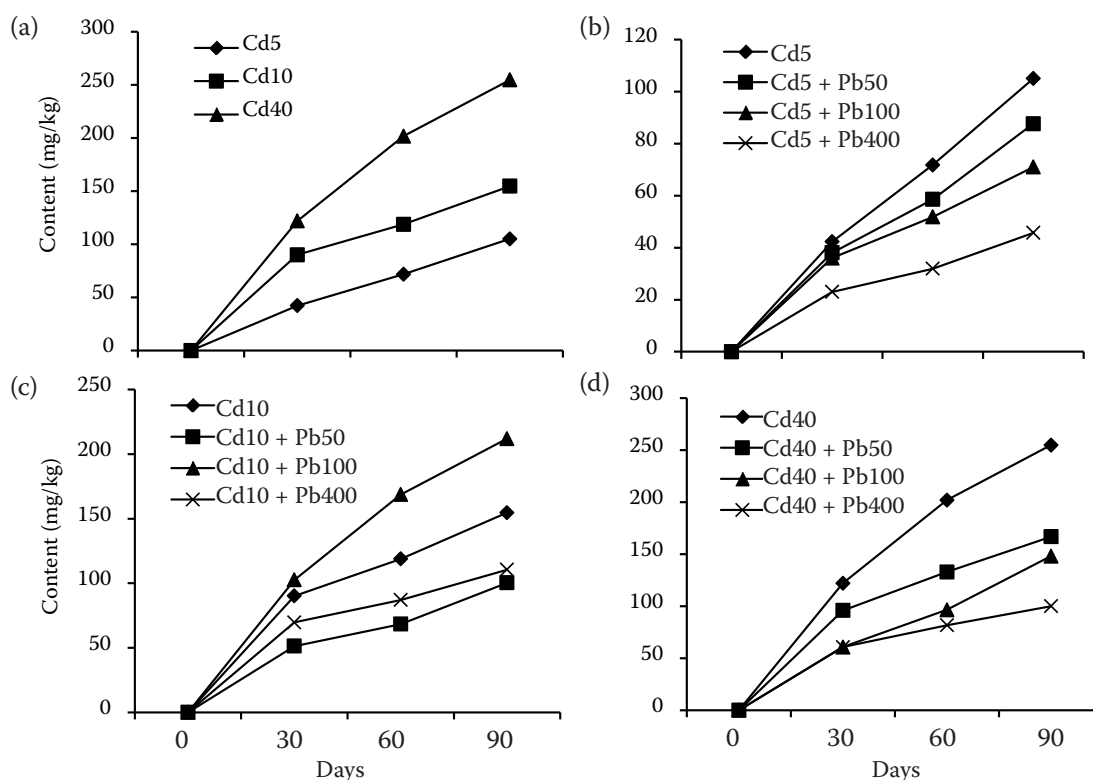 (a)
300
250
200
150
100
50
0
Content (mg/kg)
Cd5
Cd10
Cd40
(b)
120
100
80
60
40
20
0
Cd5
Cd5 + Pb50
Cd5 + Pb100
Cd5 + Pb400
(c)
250
200
150
100
50
0
Content (mg/kg)
Cd10
Cd10 + Pb50
Cd10 + Pb100
Cd10 + Pb400
0 30 60 90
Days
(d)
300
250
200
150
100
50
0
Cd40
Cd40 + Pb50
Cd40 + Pb100
Cd40 + Pb400
0 30 60 90
Days